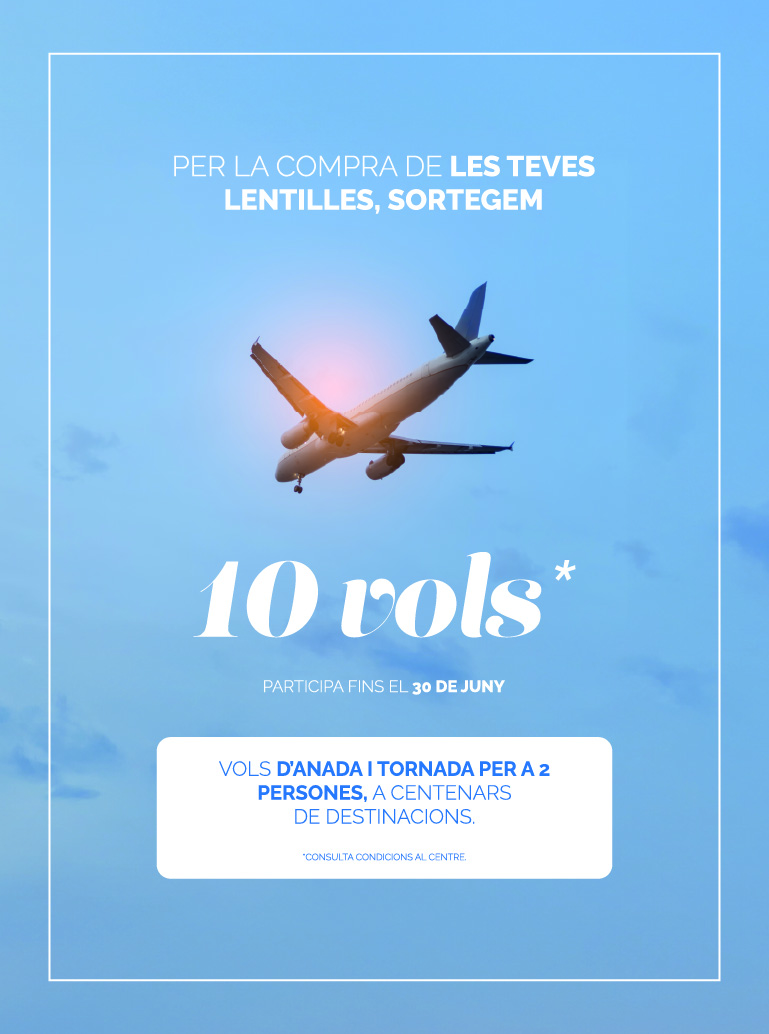 PER LA COMPRA DE LES TEVES
LENTILLES, SORTEGEM
10 vols*
PARTICIPA FINS EL 30 DE JUNY
VOLS D'ANADA I TORNADA PER A 2
PERSONES, A CENTENARS
DE DESTINACIONS.
*CONSULTA CONDICIONS AL CENTRE.